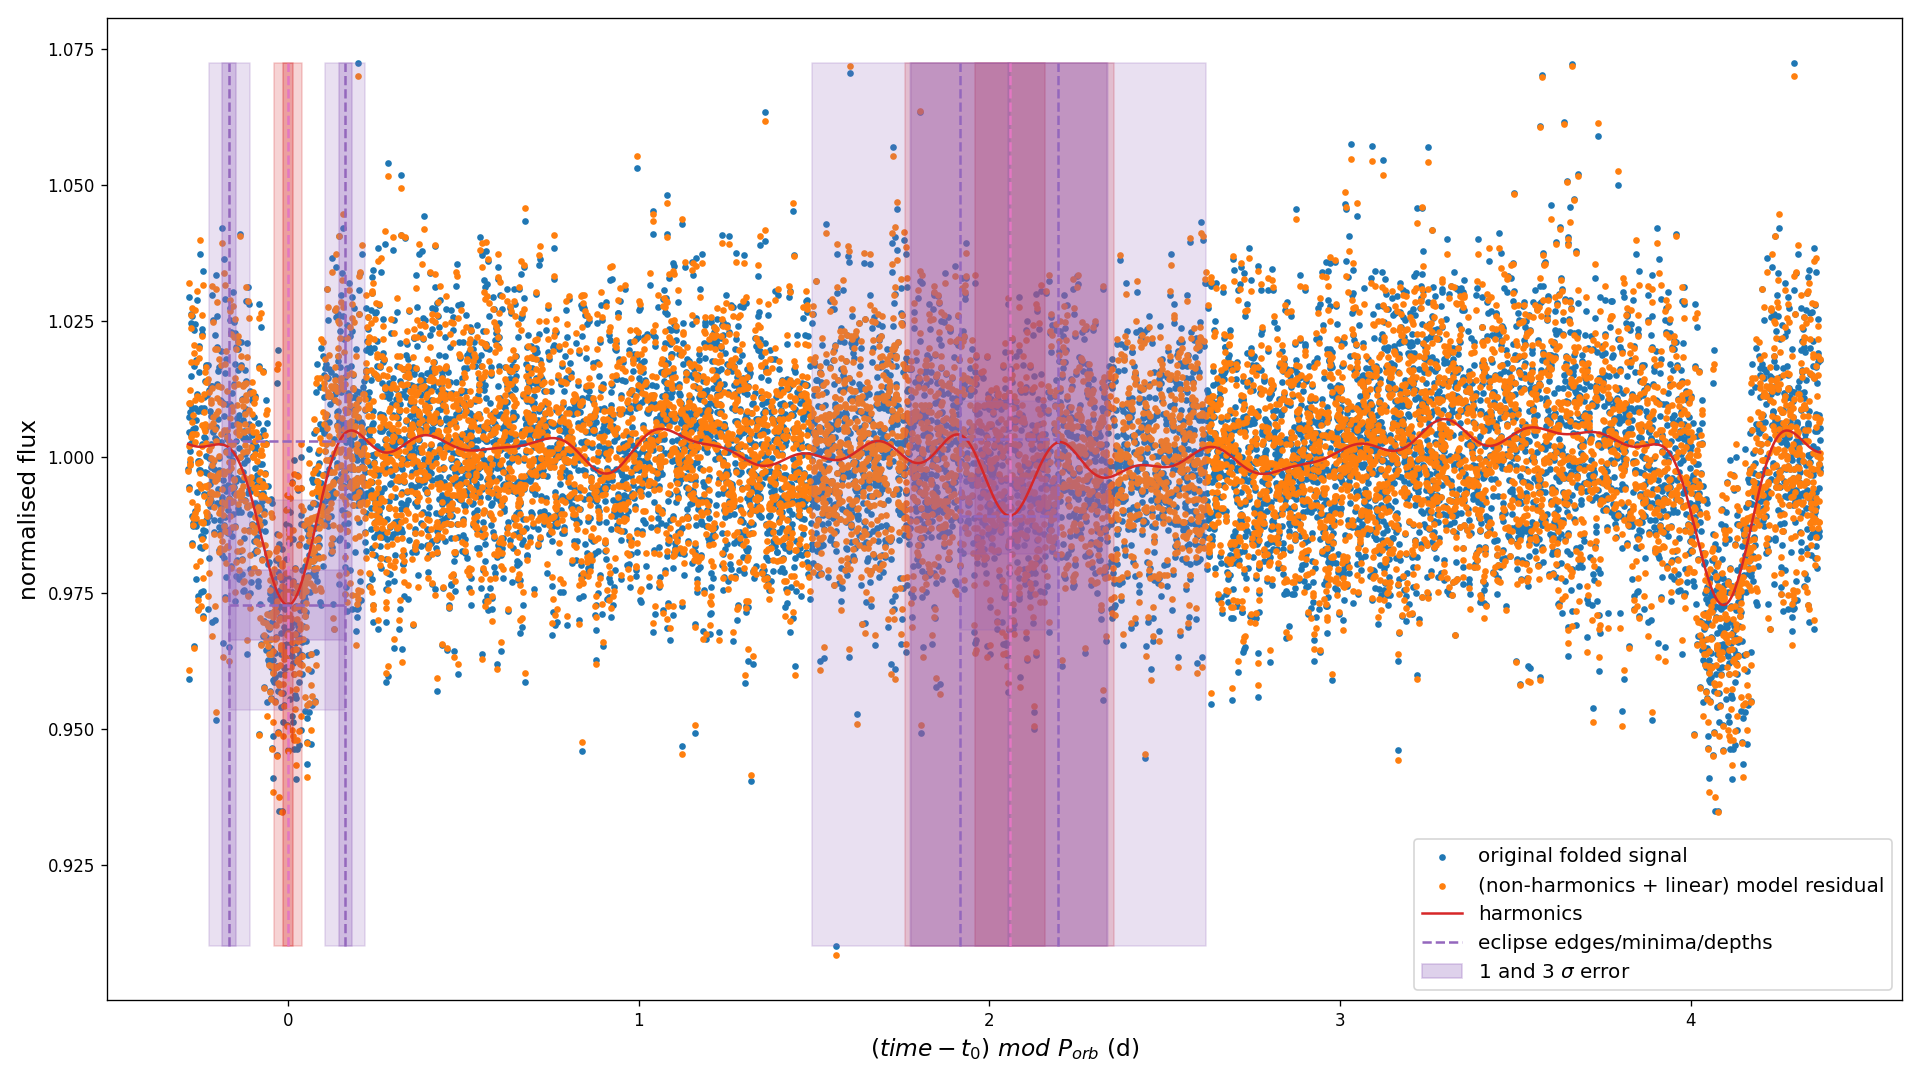 1.075
1.050
1.025
1.000
0.975
0.950
0.925
normalised flux
0
1
2
3
4
(time − t₀) mod Pₒᵣb (d)
original folded signal
(non-harmonics + linear) model residual
harmonics
eclipse edges/minima/depths
1 and 3 σ error